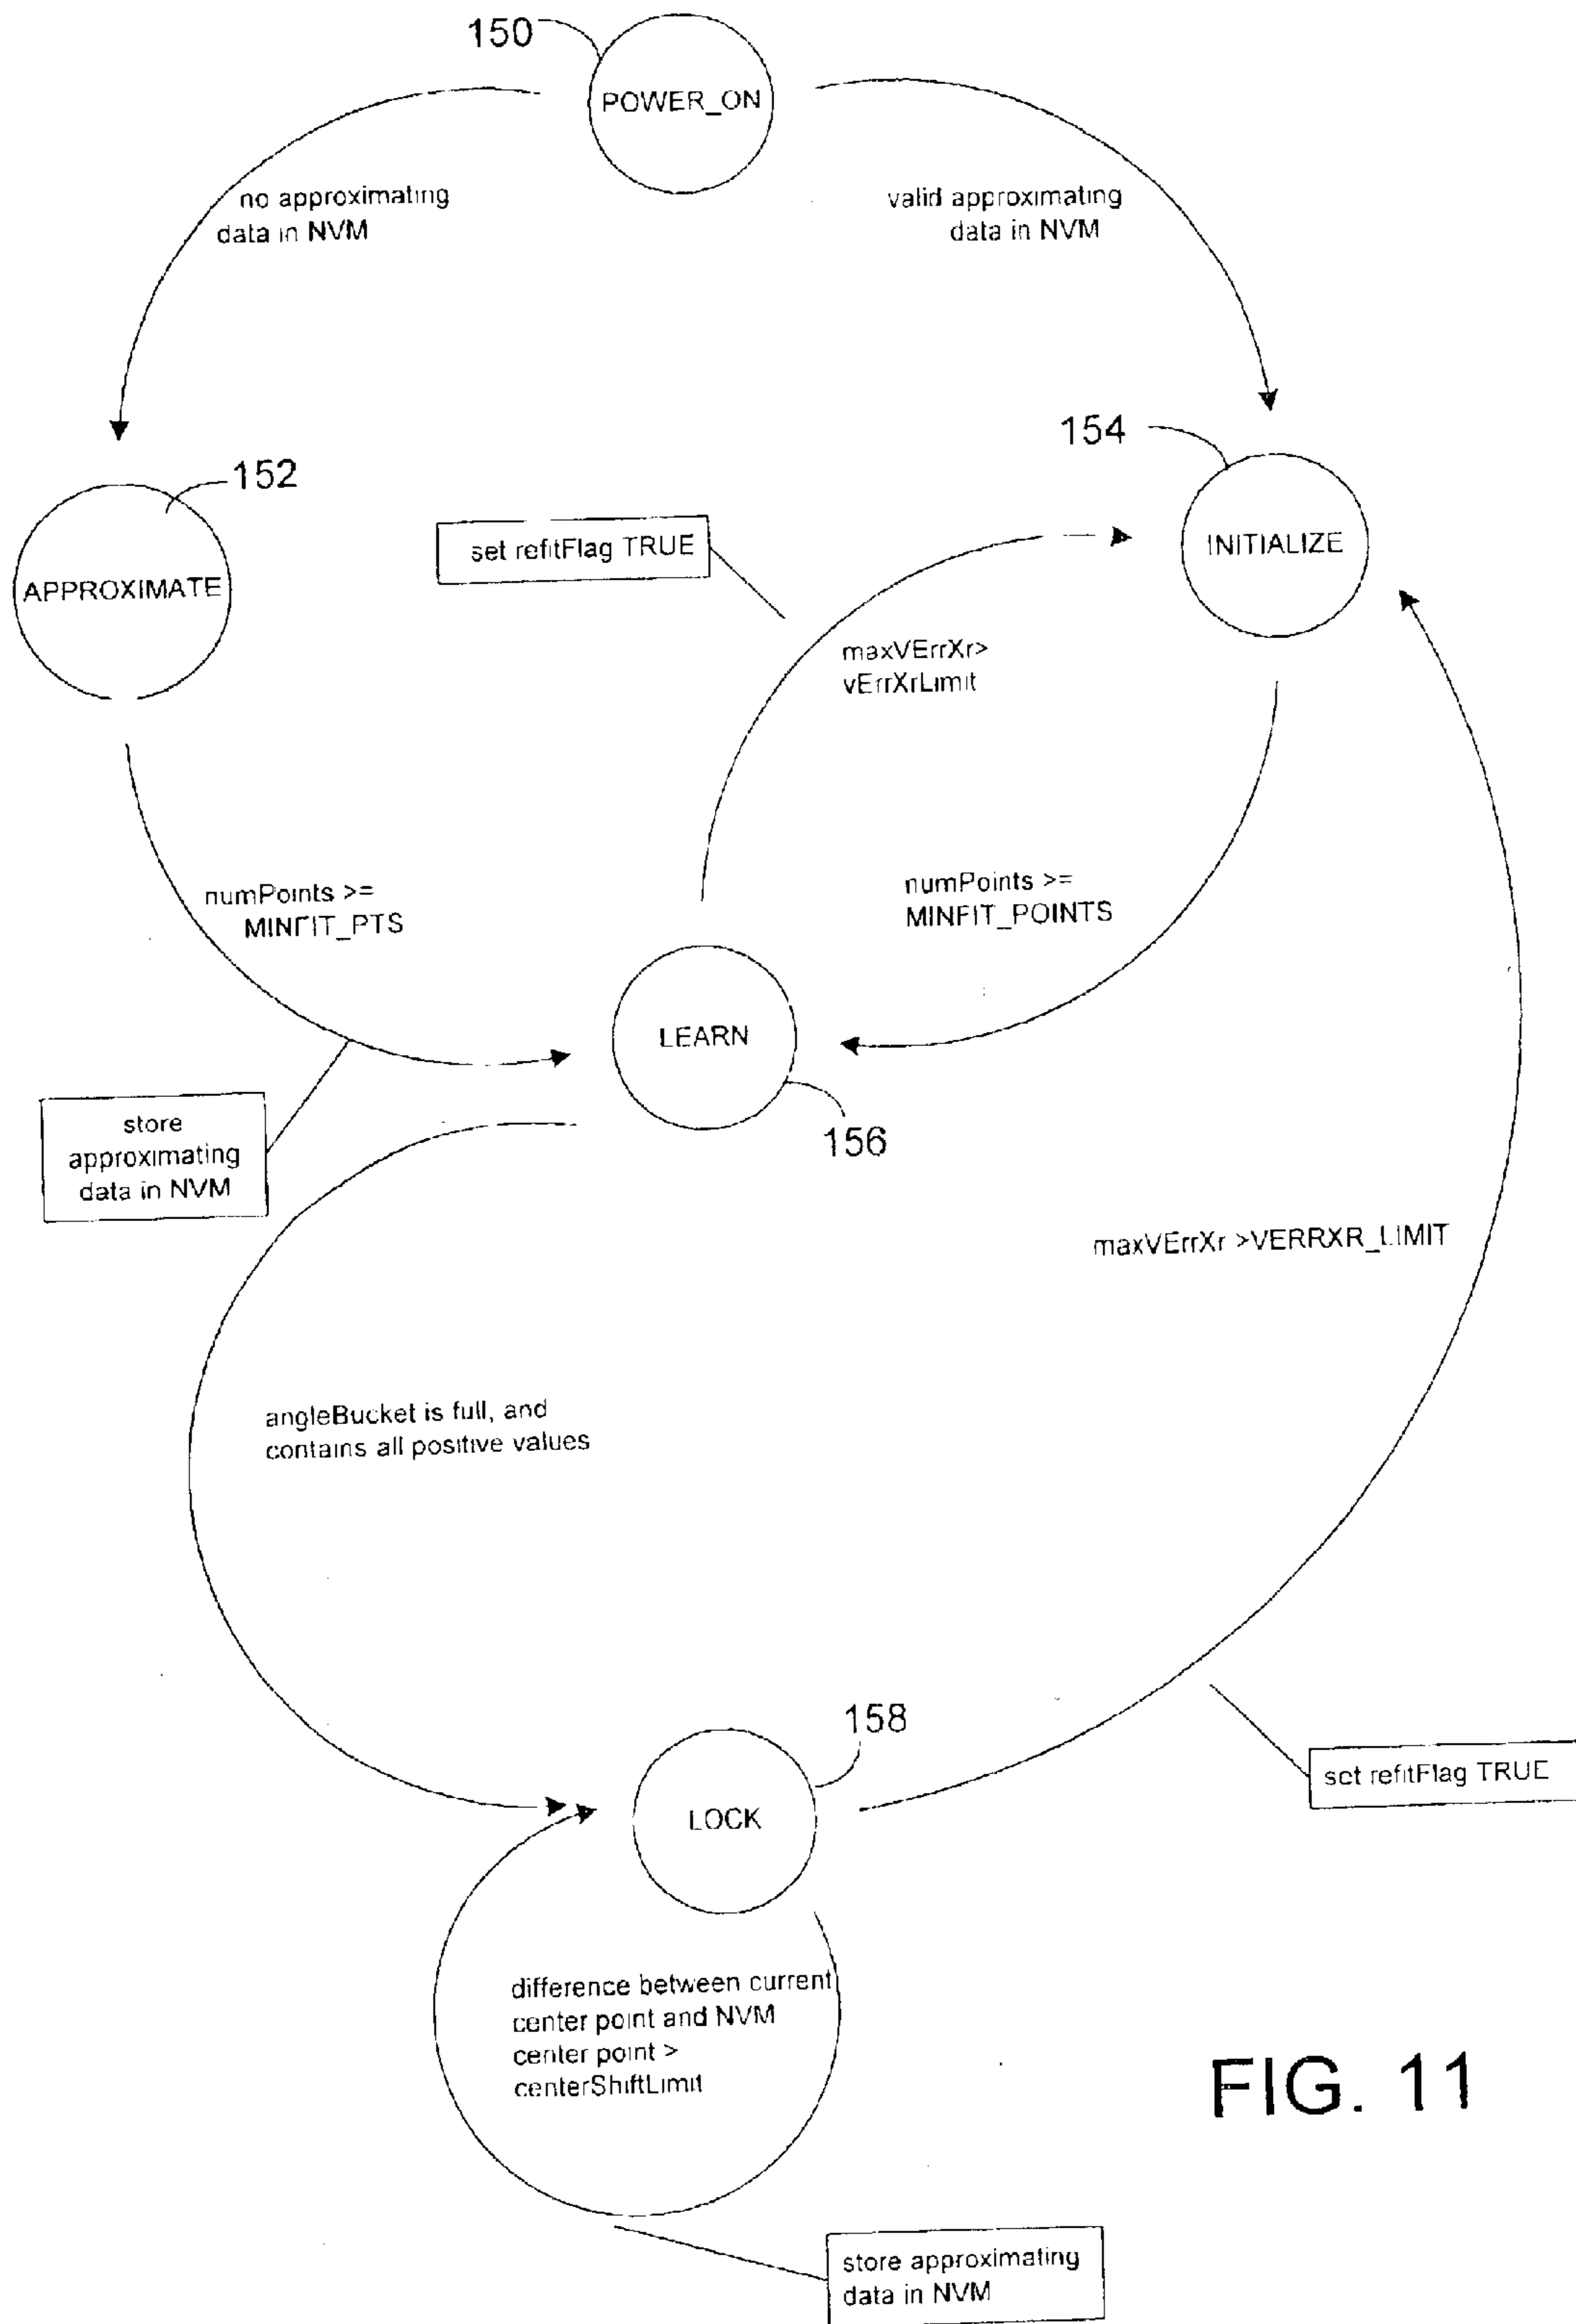 150
POWER_ON
no approximating
data in NVM
valid approximating
data in NVM
154
152
set refitFlag TRUE
INITIALIZE
APPROXIMATE
maxVErrXr>
vErrXrLimit
numPoints >=
MINFIT_PTS
numPoints >=
MINFIT_POINTS
LEARN
156
store
approximating
data in NVM
maxVErrXr >VERRXR_LIMIT
angleBucket is full, and
contains all positive values
158
set refitFlag TRUE
LOCK
difference between current
center point and NVM
center point >
centerShiftLimit
FIG. 11
store approximating
data in NVM